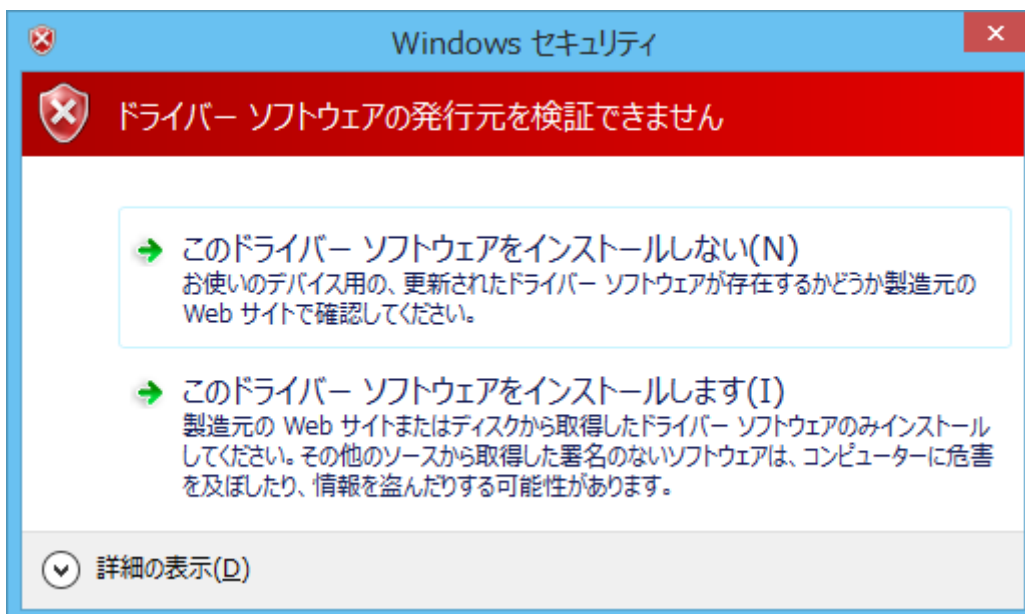 Windows セキュリティ
ドライバー ソフトウェアの発行元を検証できません
このドライバー ソフトウェアをインストールしない(N)
お使いのデバイス用の、更新されたドライバー ソフトウェアが存在するかどうか製造元の
Web サイトで確認してください。
このドライバー ソフトウェアをインストールします(I)
製造元の Web サイトまたはディスクから取得したドライバー ソフトウェアのみインストール
してください。その他のソースから取得した署名のないソフトウェアは、コンピューターに危害
を及ぼしたり、情報を盗んだりする可能性があります。
詳細の表示(D)